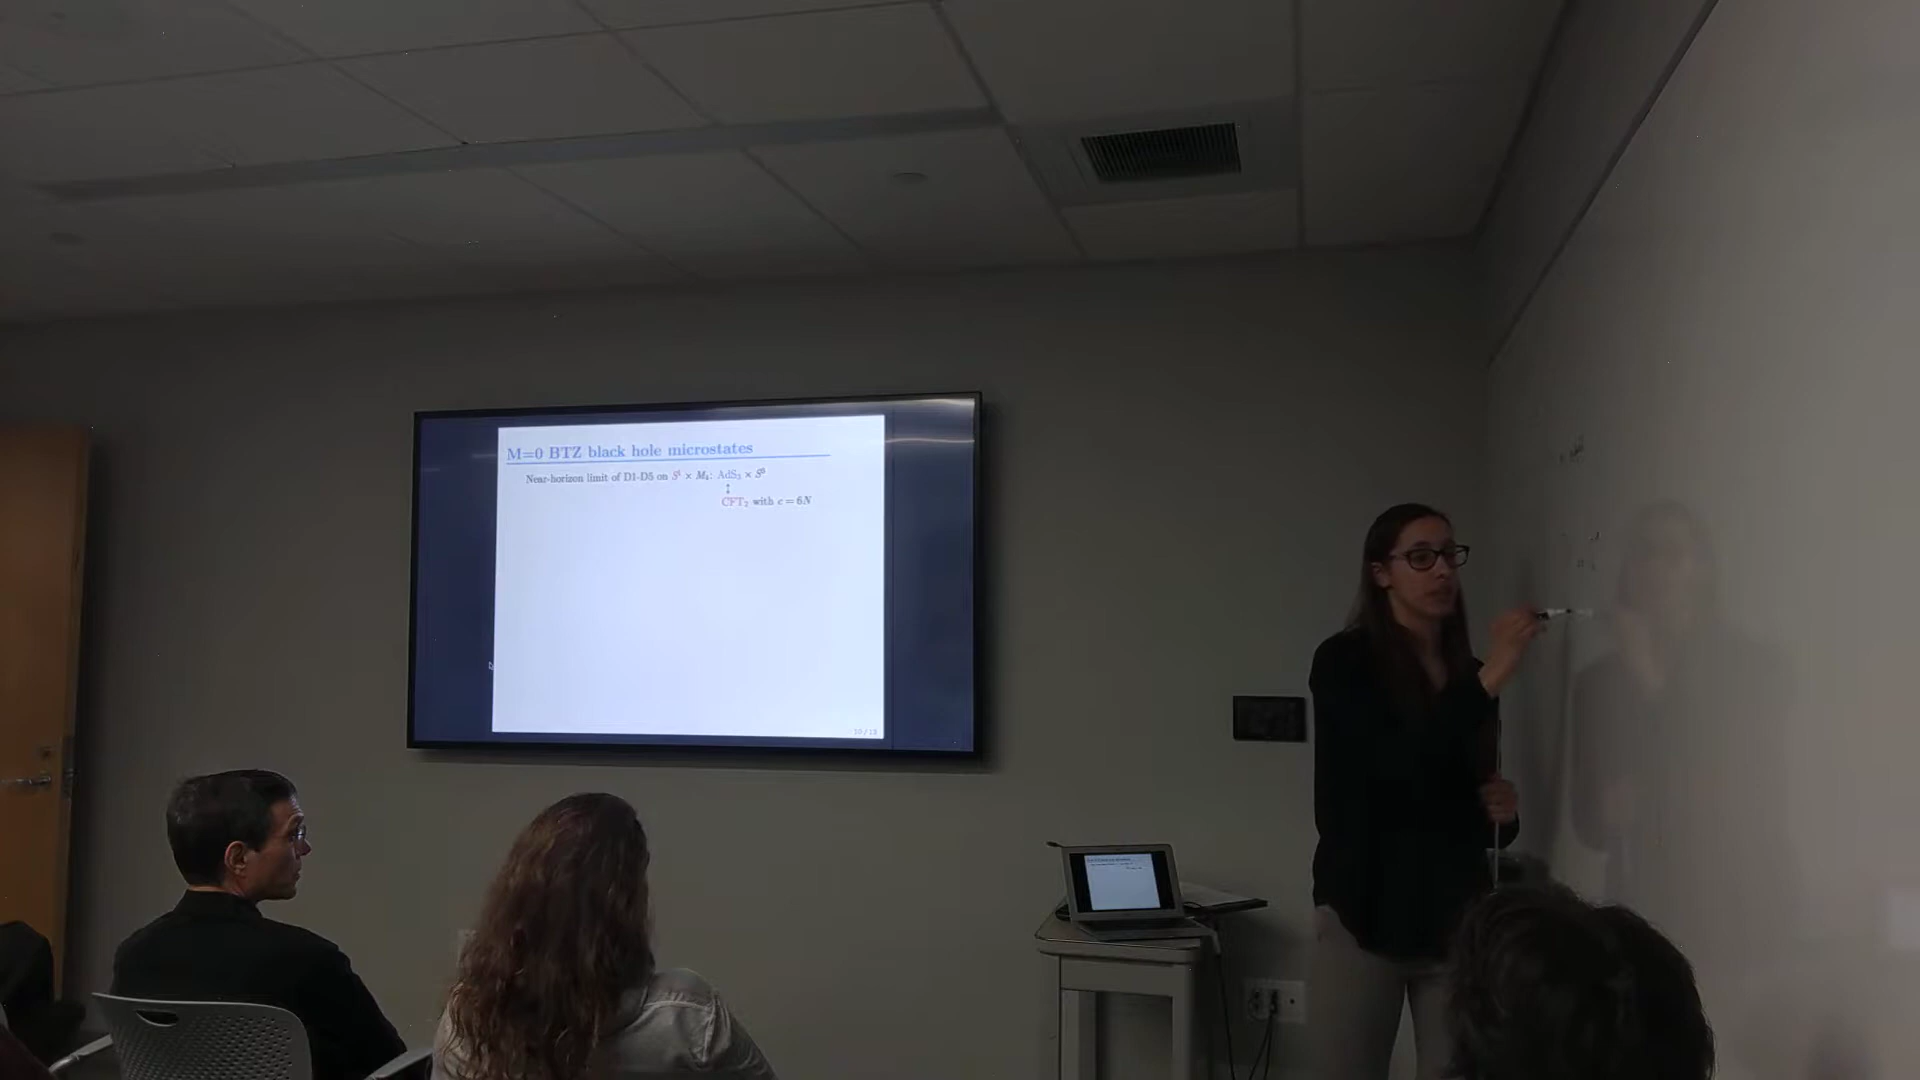 M=0 BTZ black hole microstates
Near-horizon limit of D1-D5 on S¹ × M₄: AdS₃ × S³
↕
CFT₂ with c = 6N
10 / 13